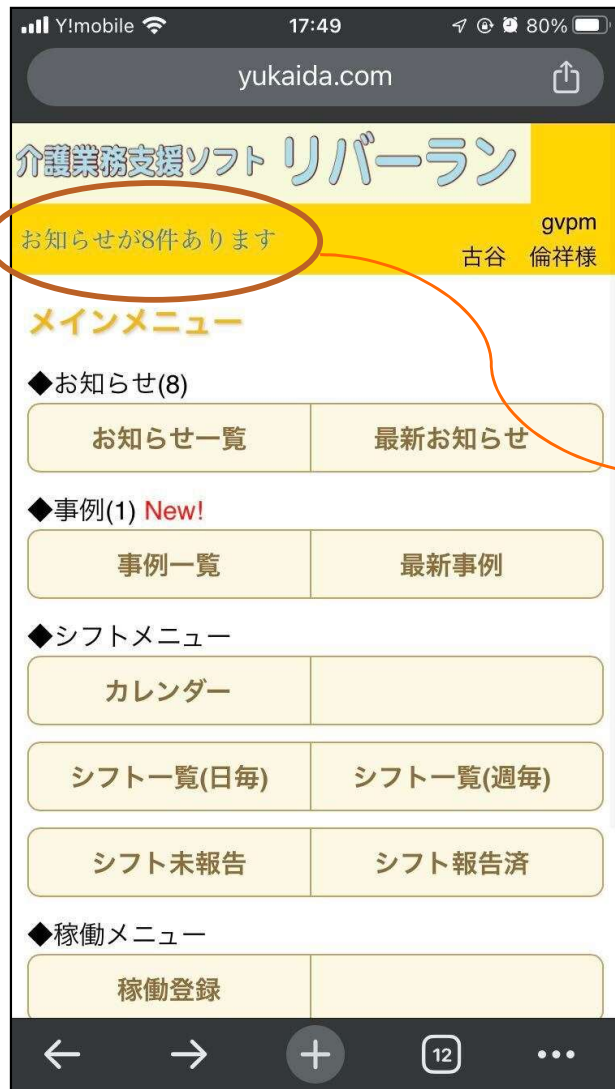 Y!mobile 17:49 80%
yukaida.com
介護業務支援ソフト リバーラン
お知らせが8件あります
gvpm
古谷 倫祥様
メインメニュー
◆お知らせ(8)
お知らせ一覧 最新お知らせ
◆事例(1) New!
事例一覧 最新事例
◆シフトメニュー
カレンダー
シフト一覧(日毎) シフト一覧(週毎)
シフト未報告 シフト報告済
◆稼働メニュー
稼働登録
12